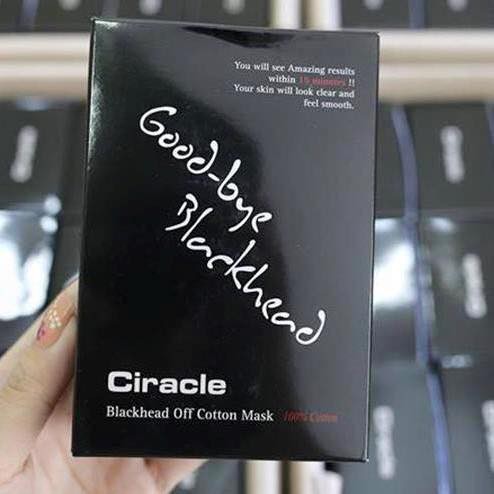 You will see Amazing results
within 15 minutes !!
Your skin will look clear and
feel smooth.
Good-bye
Blackhead
Ciracle
Blackhead Off Cotton Mask 100% Cotton